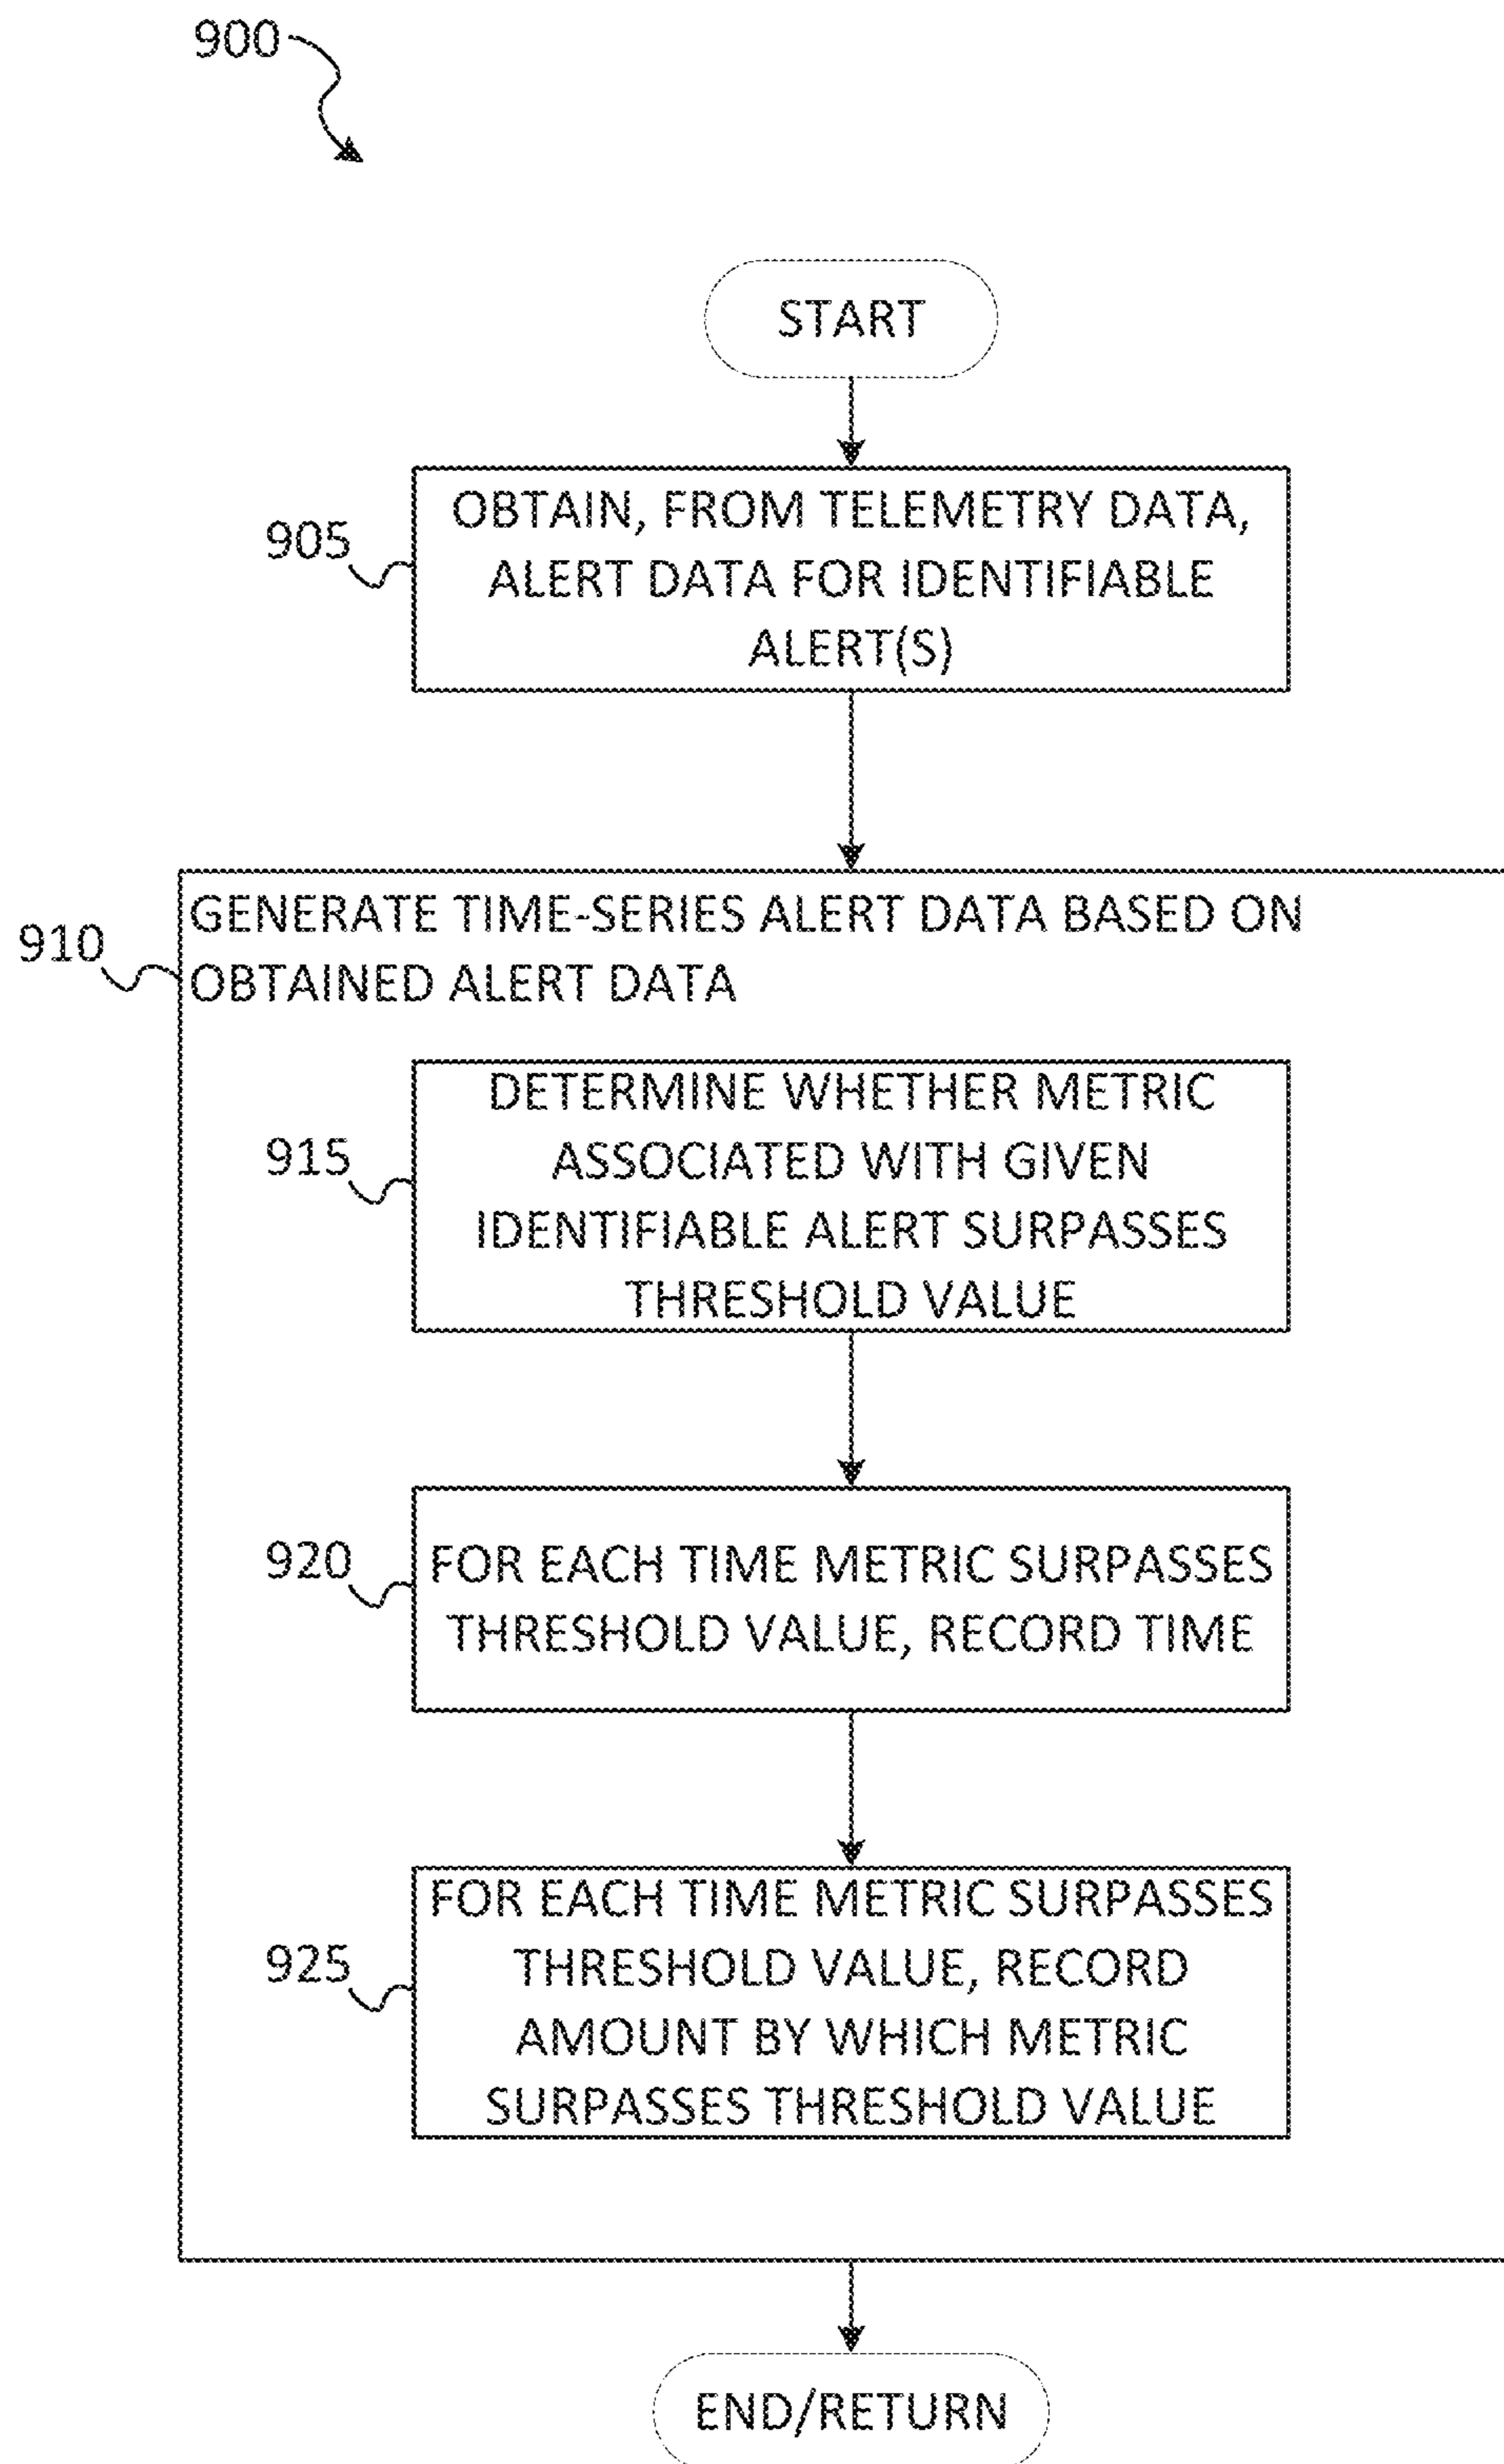 900
START
905
OBTAIN, FROM TELEMETRY DATA,
ALERT DATA FOR IDENTIFIABLE
ALERT(S)
910
GENERATE TIME-SERIES ALERT DATA BASED ON
OBTAINED ALERT DATA
915
DETERMINE WHETHER METRIC
ASSOCIATED WITH GIVEN
IDENTIFIABLE ALERT SURPASSES
THRESHOLD VALUE
920
FOR EACH TIME METRIC SURPASSES
THRESHOLD VALUE, RECORD TIME
925
FOR EACH TIME METRIC SURPASSES
THRESHOLD VALUE, RECORD
AMOUNT BY WHICH METRIC
SURPASSES THRESHOLD VALUE
END/RETURN